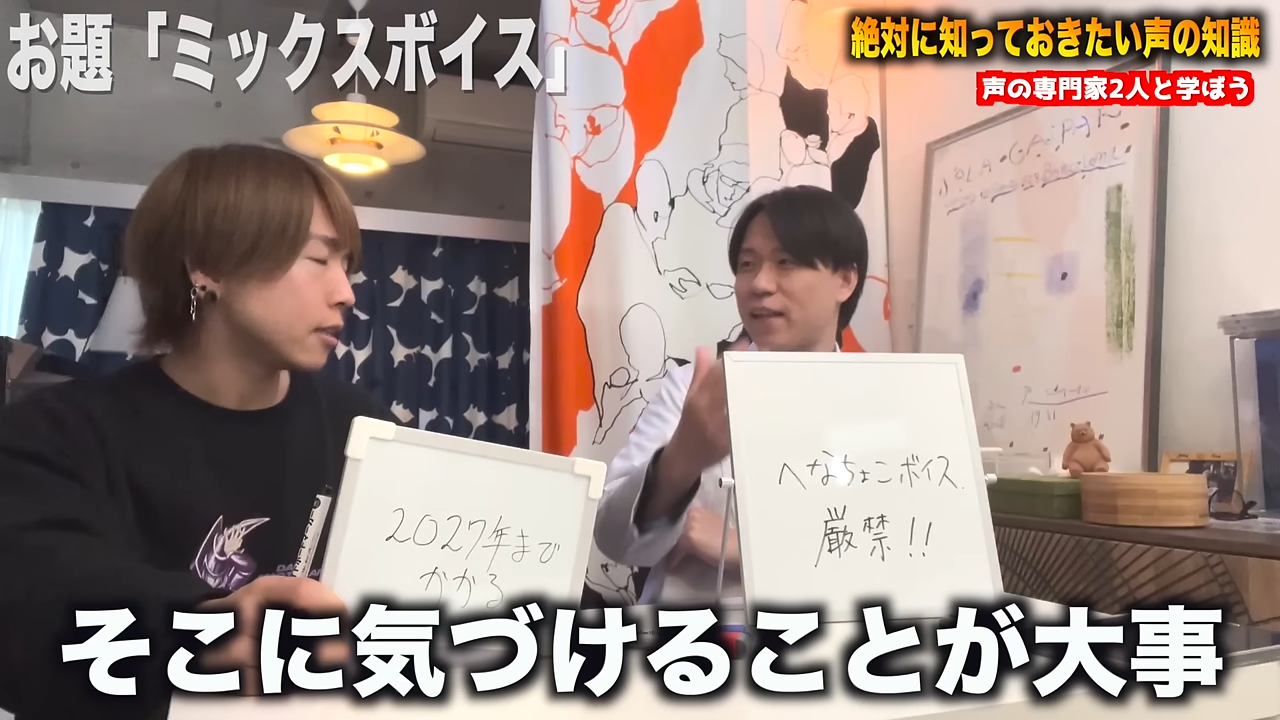 お題「ミックスボイス」
絶対に知っておきたい声の知識
声の専門家2人と学ぼう
へなちょこボイス
厳禁!!
2027年まで
かかる
そこに気づけることが大事